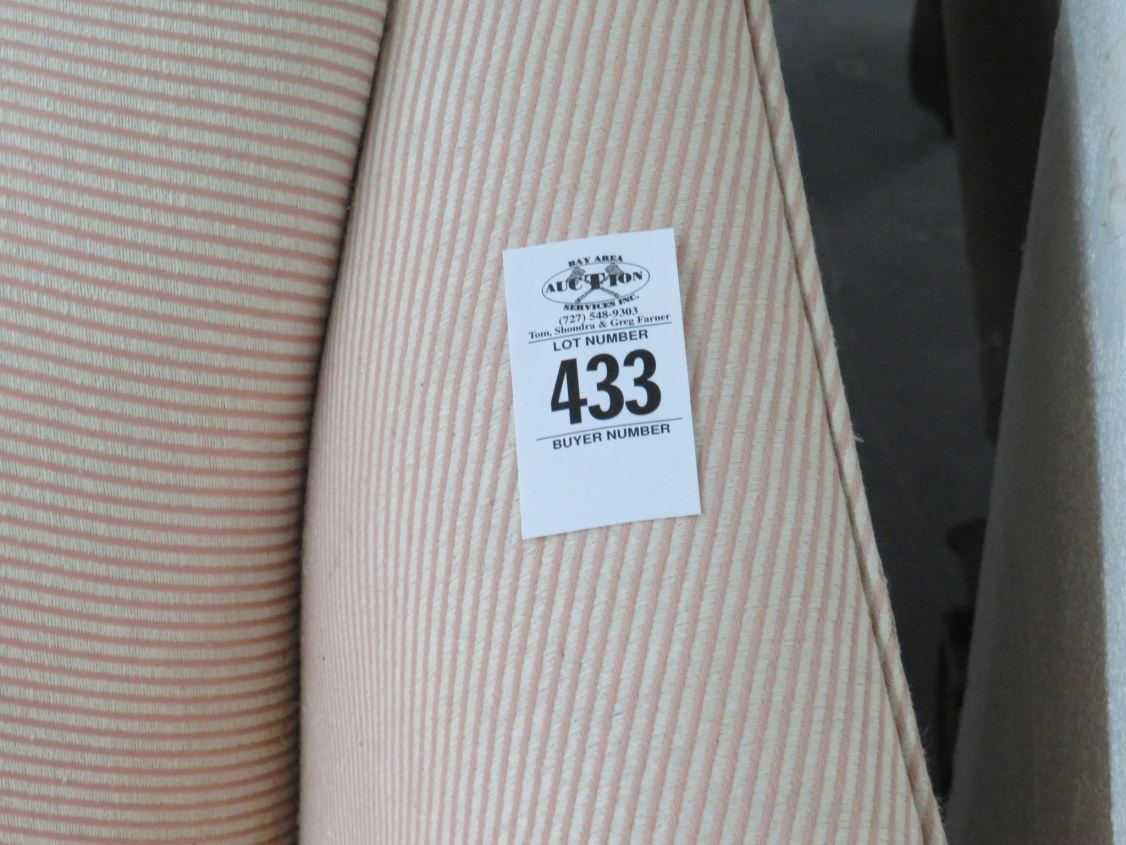 BAY AREA
AUCTION
SERVICES INC.
(727) 548-9303
Tom, Shondra & Greg Farner
LOT NUMBER
433
BUYER NUMBER